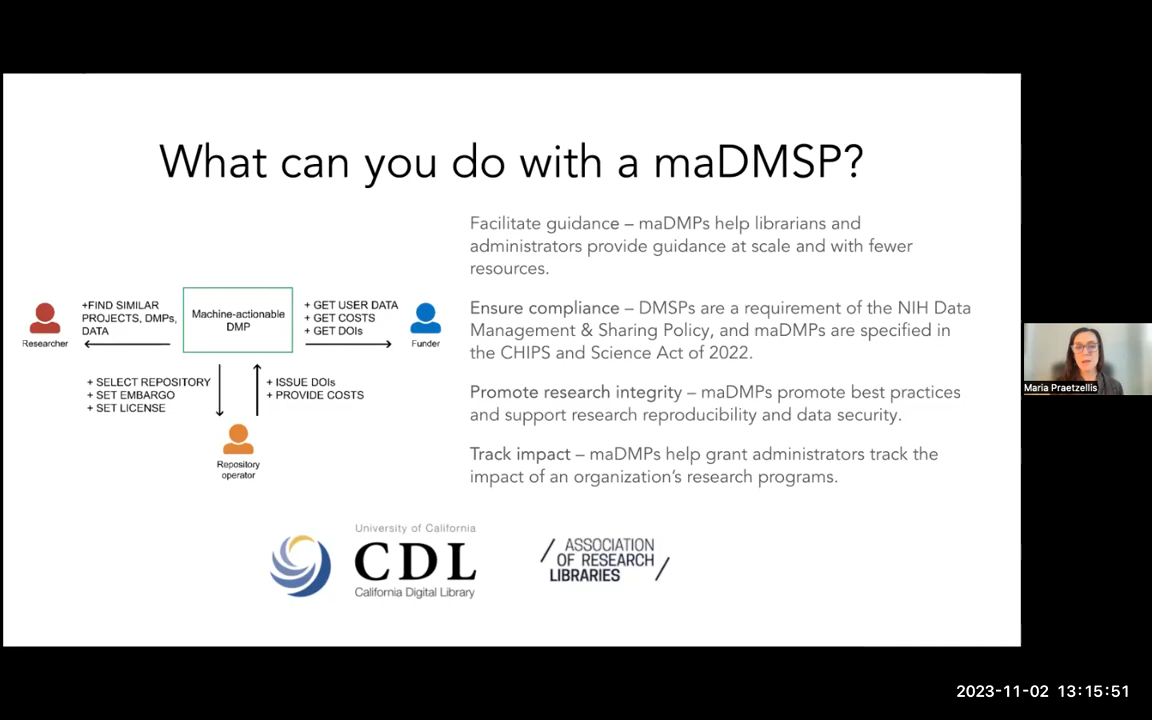 What can you do with a maDMSP?
+FIND SIMILAR
PROJECTS, DMPs,
DATA
Researcher
Machine-actionable
DMP
+ GET USER DATA
+ GET COSTS
+ GET DOIs
Funder
+ SELECT REPOSITORY
+ SET EMBARGO
+ SET LICENSE
+ ISSUE DOIs
+ PROVIDE COSTS
Repository
operator
Facilitate guidance – maDMPs help librarians and
administrators provide guidance at scale and with fewer
resources.
Ensure compliance – DMSPs are a requirement of the NIH Data
Management & Sharing Policy, and maDMPs are specified in
the CHIPS and Science Act of 2022.
Promote research integrity – maDMPs promote best practices
and support research reproducibility and data security.
Track impact – maDMPs help grant administrators track the
impact of an organization's research programs.
University of California
CDL
California Digital Library
ASSOCIATION
OF RESEARCH
LIBRARIES
Maria Praetzellis
2023-11-02 13:15:51